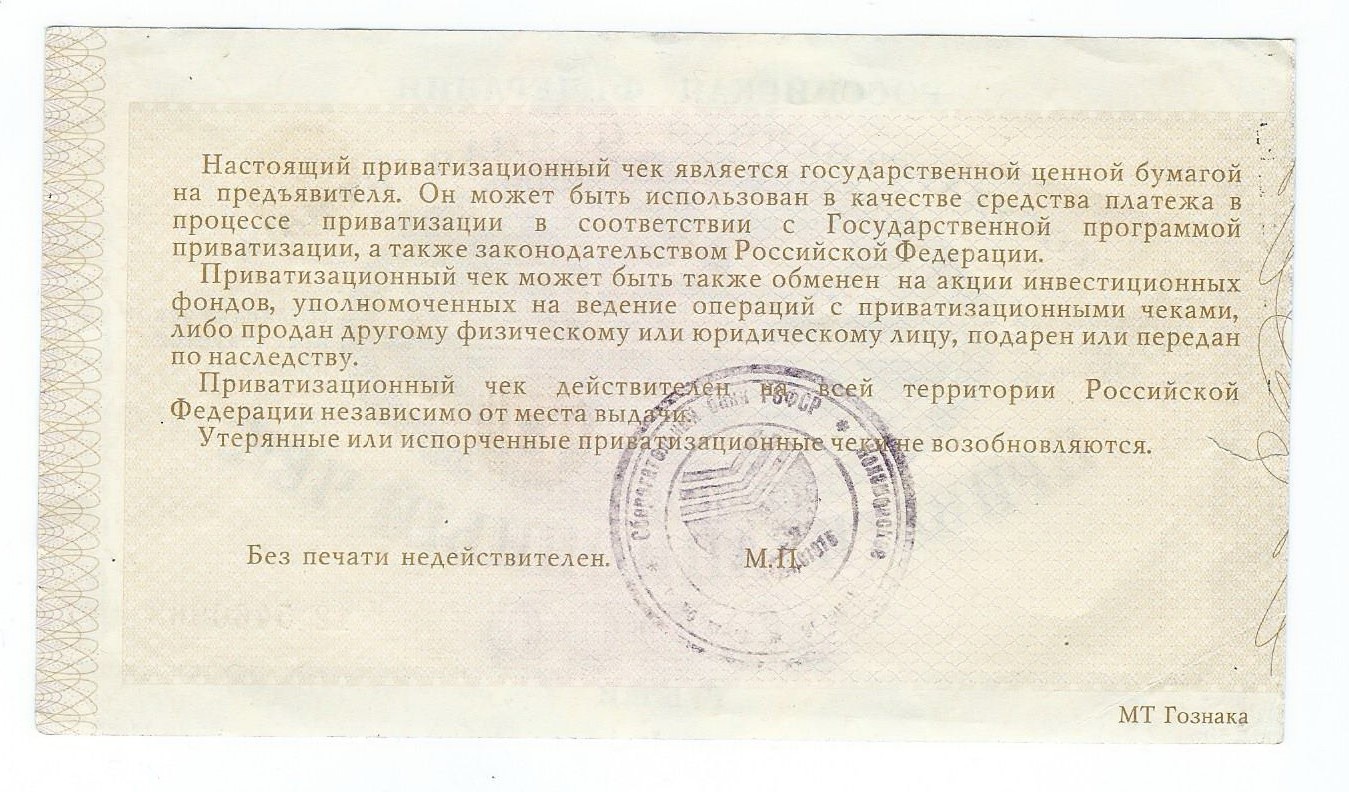 Настоящий приватизационный чек является государственной ценной бумагой
на предъявителя. Он может быть использован в качестве средства платежа в
процессе приватизации в соответствии с Государственной программой
приватизации, а также законодательством Российской Федерации.
Приватизационный чек может быть также обменен на акции инвестиционных
фондов, уполномоченных на ведение операций с приватизационными чеками,
либо продан другому физическому или юридическому лицу, подарен или передан
по наследству.
Приватизационный чек действителен на всей территории Российской
Федерации независимо от места выдачи.
Утерянные или испорченные приватизационные чеки не возобновляются.
Сберегательный банк РСФСР
Без печати недействителен. М.П.
МТ Гознака